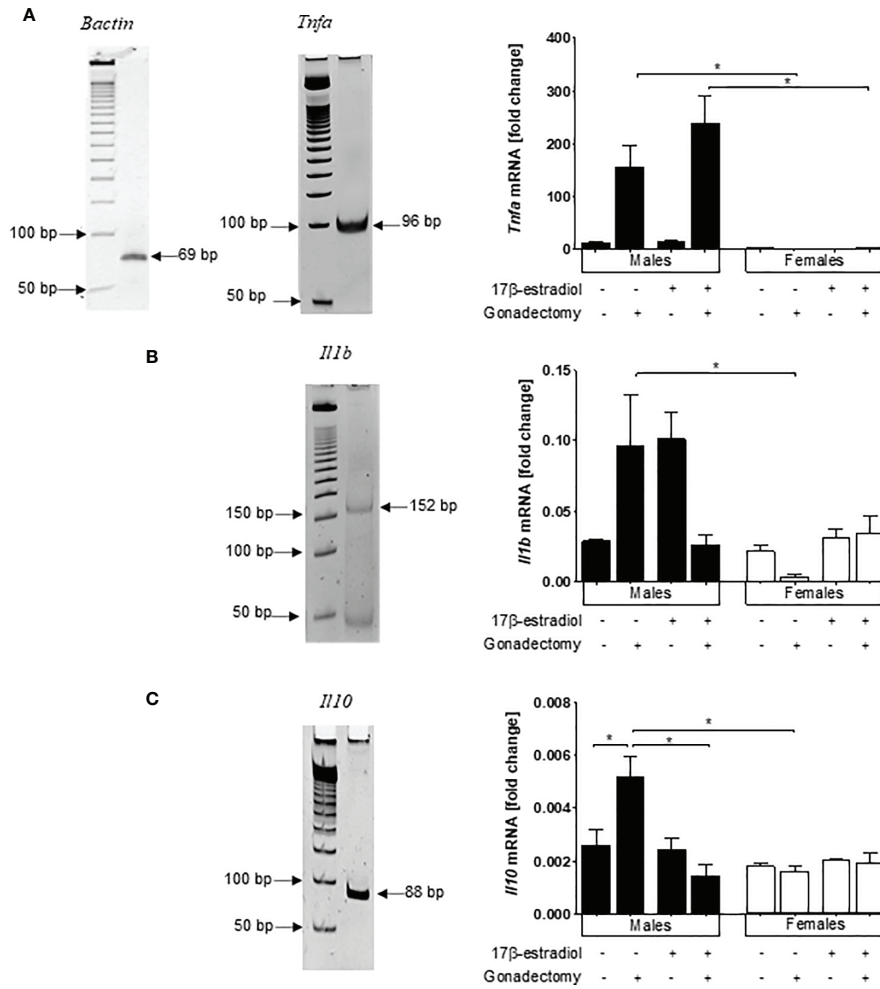 A
Bactin
100 bp
69 bp
50 bp
Tnfa
100 bp
96 bp
50 bp
Tnfa mRNA [fold change]
400
300
200
100
0
* *
Males Females
17β-estradiol - - + + - - + +
Gonadectomy - + - + - + - +
B
Il1b
150 bp
152 bp
100 bp
50 bp
Il1b mRNA [fold change]
0.15
0.10
0.05
0.00
*
Males Females
17β-estradiol - - + + - - + +
Gonadectomy - + - + - + - +
C
Il10
100 bp
88 bp
50 bp
Il10 mRNA [fold change]
0.008
0.006
0.004
0.002
0.000
* * *
Males Females
17β-estradiol - - + + - - + +
Gonadectomy - + - + - + - +